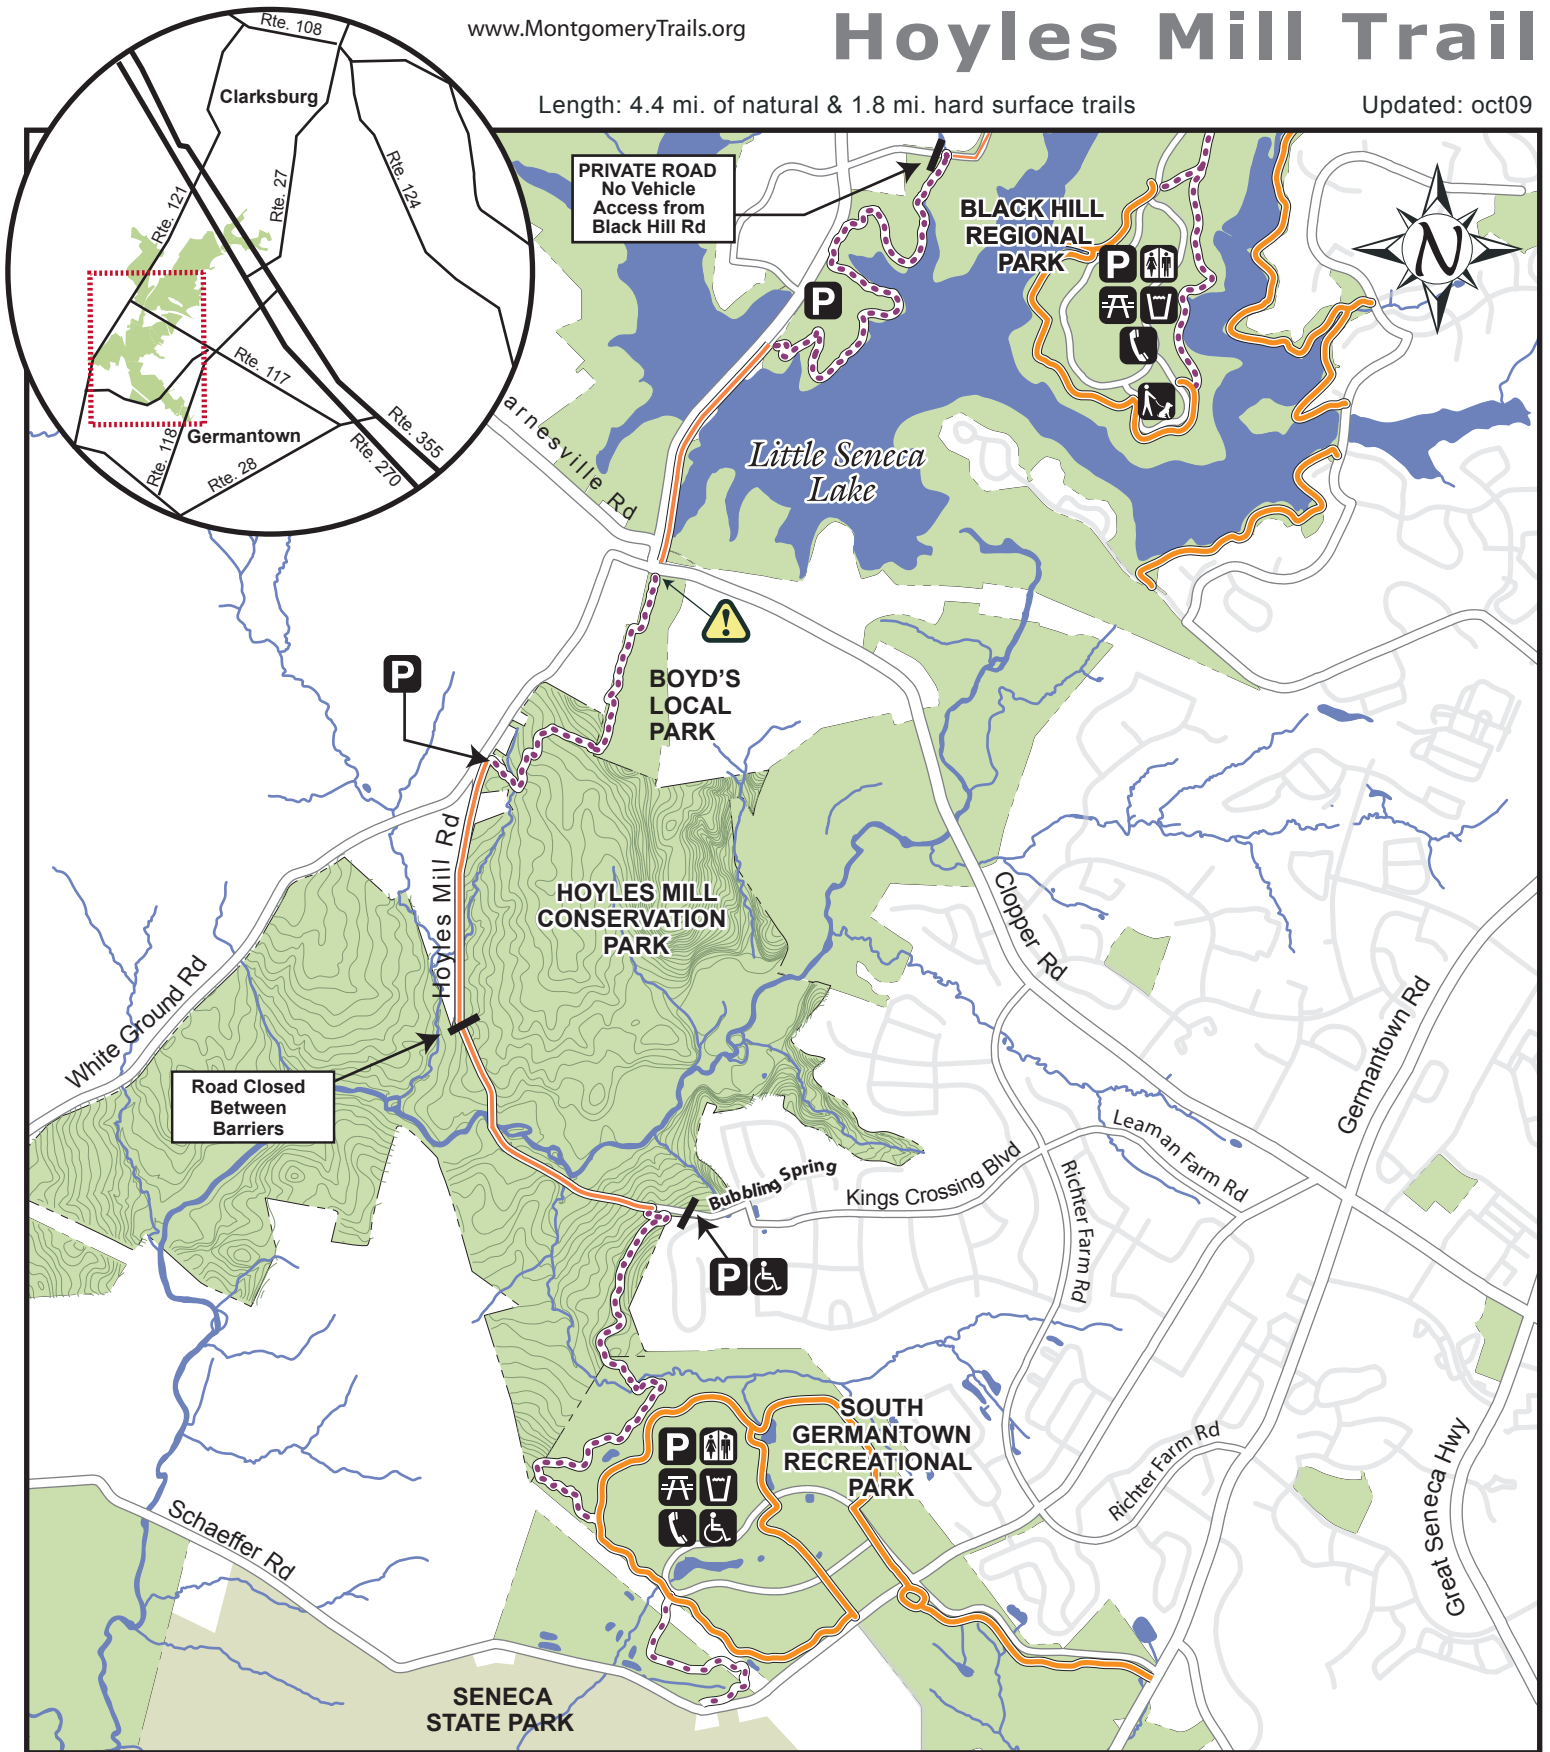 www.MontgomeryTrails.org
Hoyles Mill Trail
Length: 4.4 mi. of natural & 1.8 mi. hard surface trails
Updated: oct09
Rte. 108
Clarksburg
Rte. 124
Rte. 27
Rte. 121
Rte. 117
Rte. 355
Rte. 270
Germantown
Rte. 118
Rte. 28
PRIVATE ROAD
No Vehicle
Access from
Black Hill Rd
BLACK HILL
REGIONAL
PARK
N
P
P
arnesville Rd
Little Seneca
Lake
!
P
BOYD'S
LOCAL
PARK
Hoyles Mill Rd
HOYLES MILL
CONSERVATION
PARK
Clopper Rd
White Ground Rd
Germantown Rd
Road Closed
Between
Barriers
Leaman Farm Rd
Bubbling Spring
Kings Crossing Blvd
Richter Farm Rd
P
SOUTH
GERMANTOWN
RECREATIONAL
PARK
P
Richter Farm Rd
Great Seneca Hwy
Schaeffer Rd
SENECA
STATE PARK